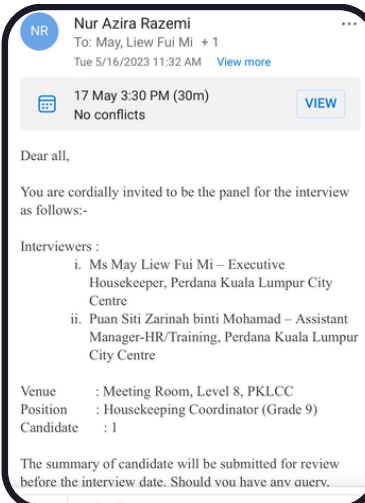 NR
Nur Azira Razemi
To: May, Liew Fui Mi + 1
Tue 5/16/2023 11:32 AM View more
17 May 3:30 PM (30m)
No conflicts
VIEW
Dear all,
You are cordially invited to be the panel for the interview
as follows:-
Interviewers :
i. Ms May Liew Fui Mi – Executive
Housekeeper, Perdana Kuala Lumpur City
Centre
ii. Puan Siti Zarinah binti Mohamad – Assistant
Manager-HR/Training, Perdana Kuala Lumpur
City Centre
Venue : Meeting Room, Level 8, PKLCC
Position : Housekeeping Coordinator (Grade 9)
Candidate : 1
The summary of candidate will be submitted for review
before the interview date. Should you have any query,